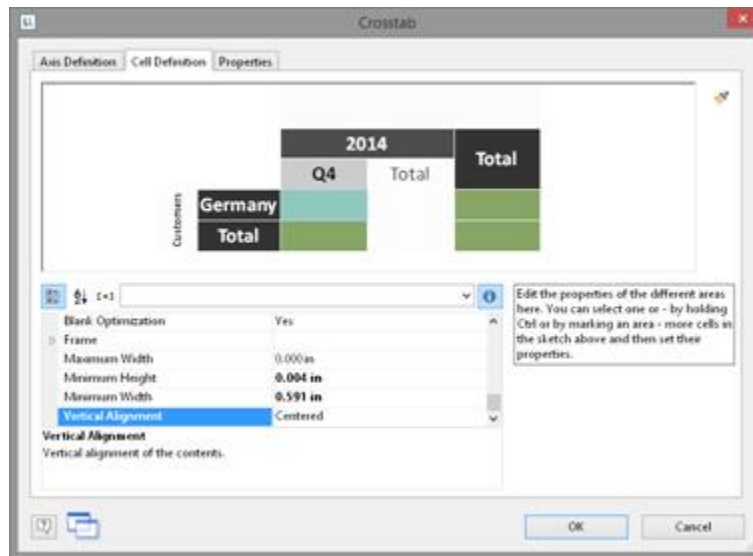 LL
Crosstab
Axis Definition Cell Definition Properties
2014
Total
Q4 Total
Customers
Germany
Total
Blank Optimization Yes
Frame
Maximum Width 0.000 in
Minimum Height 0.004 in
Minimum Width 0.591 in
Vertical Alignment Centered
Vertical Alignment
Vertical alignment of the contents.
Edit the properties of the different areas
here. You can select one or - by holding
Ctrl or by marking an area - more cells in
the sketch above and then set their
properties.
OK Cancel